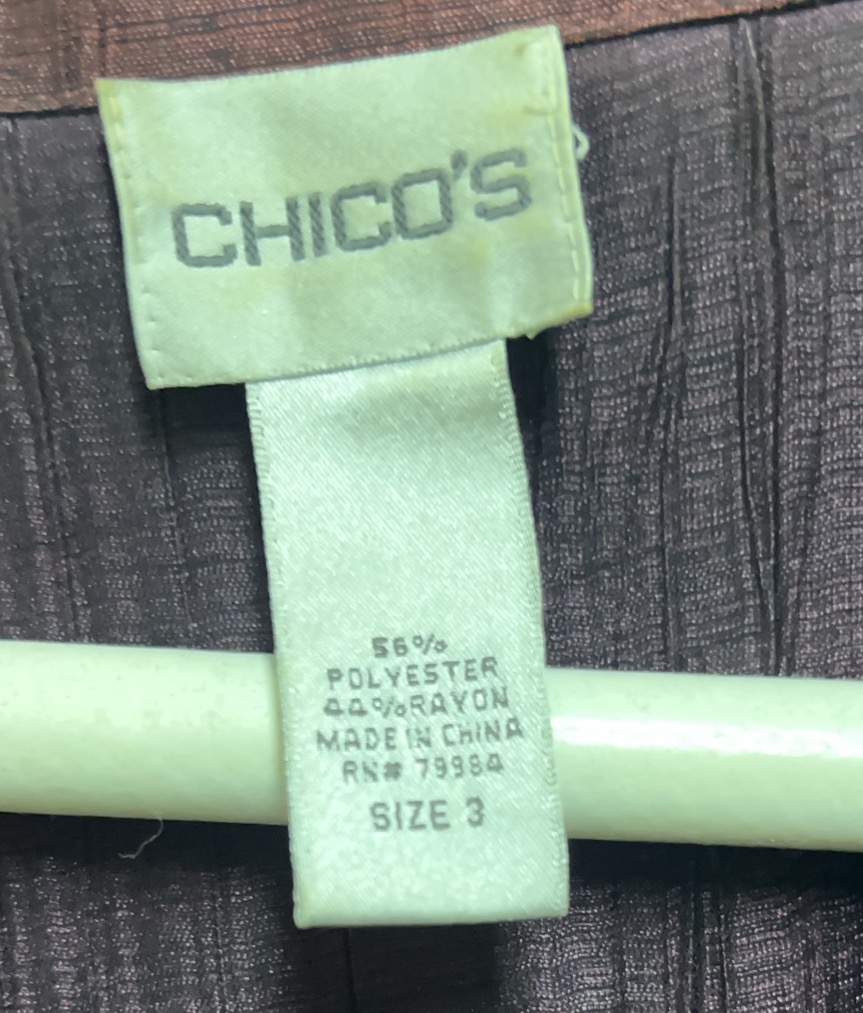 CHICO'S
56%
POLYESTER
44%RAYON
MADE IN CHINA
RN# 79984
SIZE 3